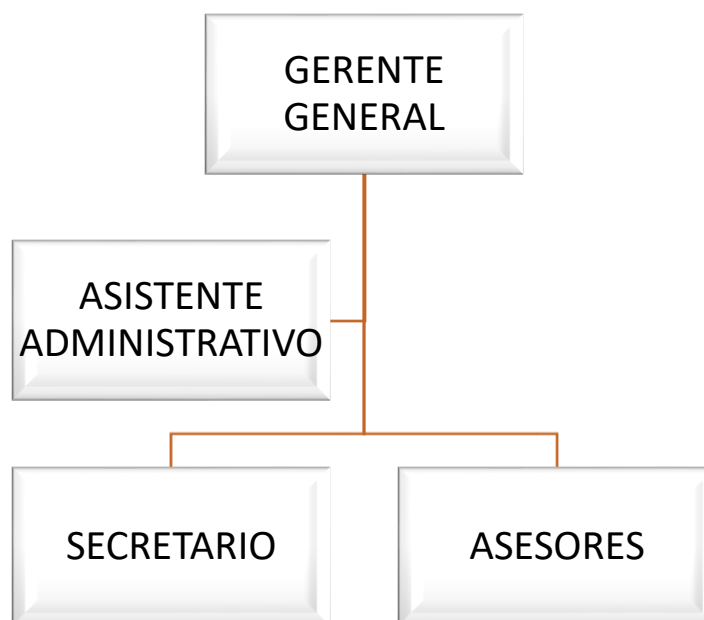 GERENTE
GENERAL
ASISTENTE
ADMINISTRATIVO
SECRETARIO
ASESORES